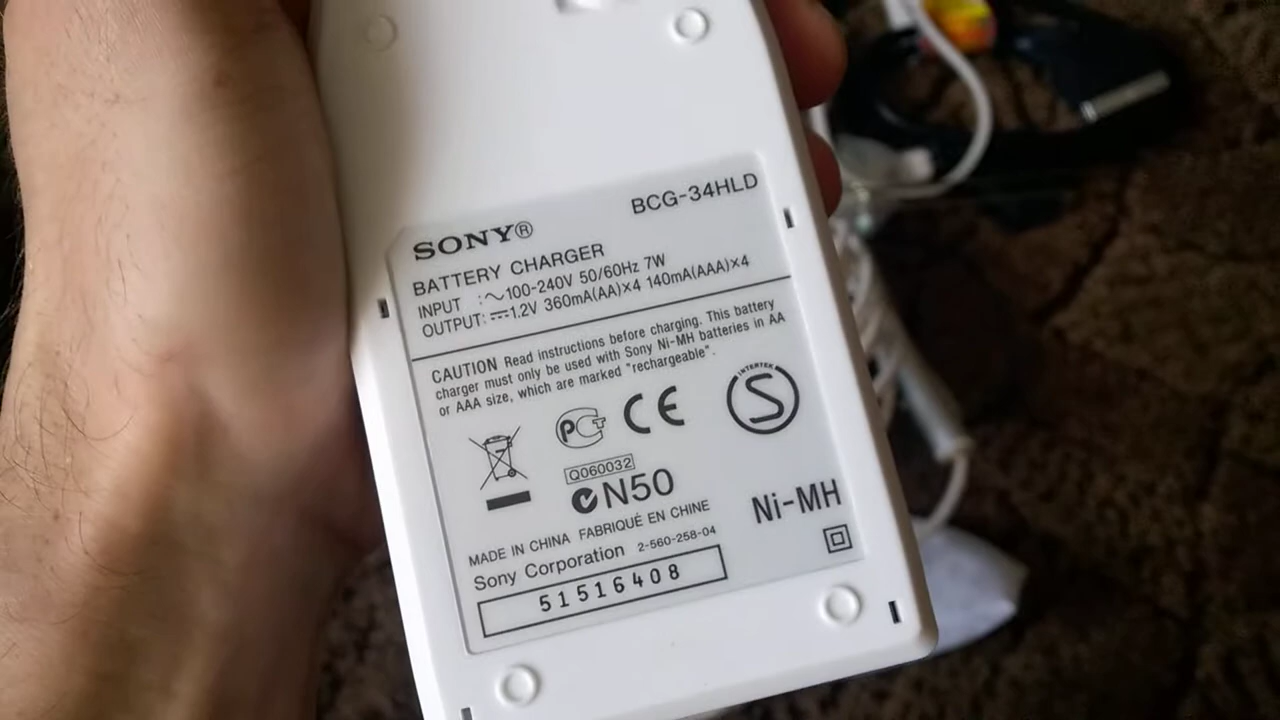 SONY® BCG-34HLD
BATTERY CHARGER
INPUT :～100-240V 50/60Hz 7W
OUTPUT:⎓1.2V 360mA(AA)×4 140mA(AAA)×4
CAUTION Read instructions before charging. This battery
charger must only be used with Sony Ni-MH batteries in AA
or AAA size, which are marked "rechargeable".
INTERTEK
S
PCT CE
Q060032
N50
Ni-MH
MADE IN CHINA FABRIQUÉ EN CHINE
Sony Corporation 2-560-258-04
51516408